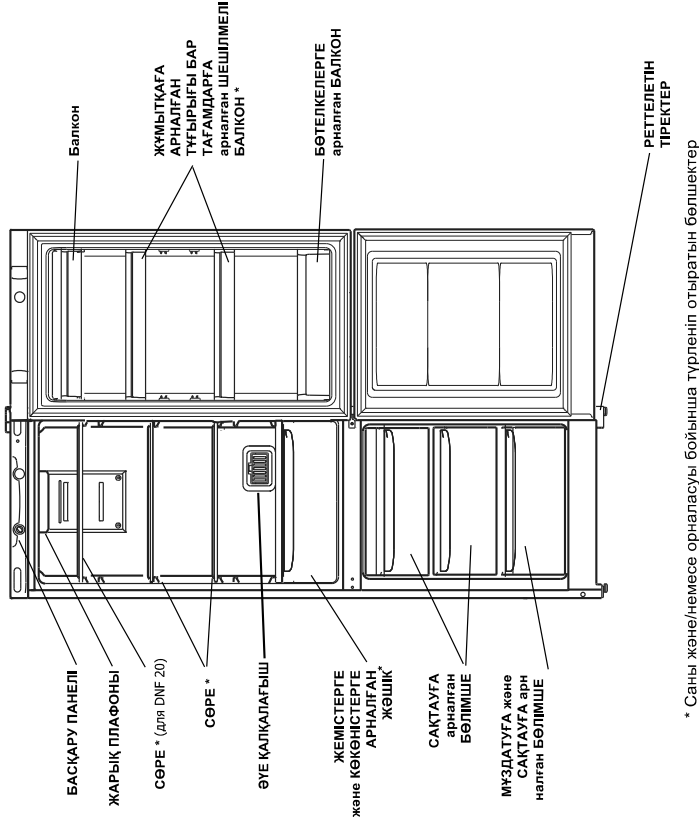 Балкон
ЖҰМЫТҚАҒА
АРНАЛҒАН
ТҰҒЫРЫҒЫ БАР
ТАҒАМДАРҒА
арналған ШЕШІЛМЕЛІ
БАЛКОН *
БӨТЕЛКЕЛЕРГЕ
арналған БАЛКОН
РЕТТЕЛЕТІН
ТІРЕКТЕР
БАСҚАРУ ПАНЕЛІ
ЖАРЫҚ ПЛАФОНЫ
СӨРЕ * (для DNF 20)
СӨРЕ *
ӘУЕ ҚАЛҚАЛАҒЫШ
ЖЕМІСТЕРГЕ
және КӨКӨНІСТЕРГЕ
АРНАЛҒАН
ЖӘШІК*
САҚТАУҒА
арналған
БӨЛІМШЕ
МҰЗДАТУҒА және
САҚТАУҒА арн
налған БӨЛІМШЕ
* Саны және/немесе орналасуы бойынша түрленіп отыратын бөлшектер